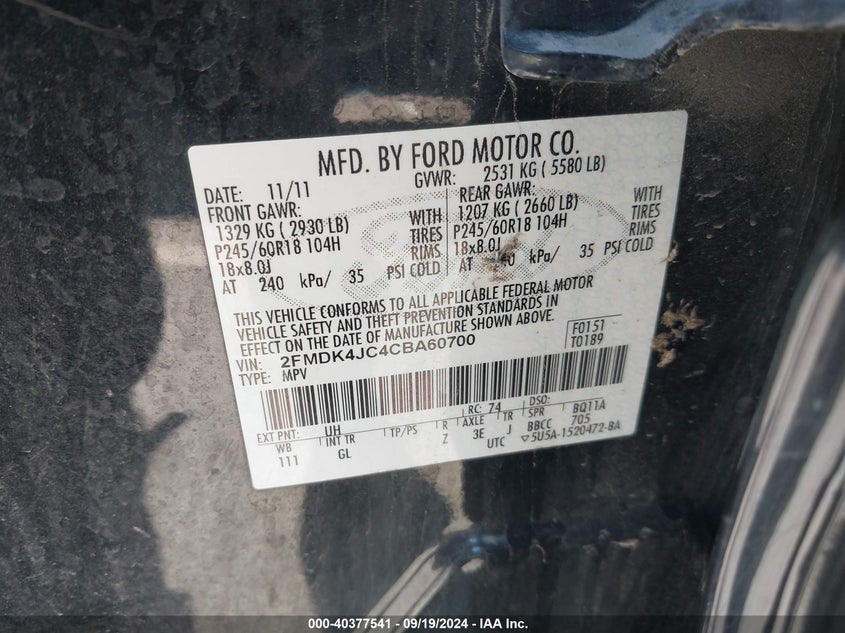 MFD. BY FORD MOTOR CO.
DATE: 11/11 GVWR: 2531 KG ( 5580 LB)
FRONT GAWR: REAR GAWR:
1329 KG ( 2930 LB) WITH 1207 KG ( 2660 LB) WITH
P245/60R18 104H TIRES P245/60R18 104H TIRES
18x8.0J RIMS 18x8.0J RIMS
AT 240 kPa/ 35 PSI COLD AT kPa/ 35 PSI COLD
THIS VEHICLE CONFORMS TO ALL APPLICABLE FEDERAL MOTOR
VEHICLE SAFETY AND THEFT PREVENTION STANDARDS IN
EFFECT ON THE DATE OF MANUFACTURE SHOWN ABOVE.
VIN: 2FMDK4JC4CBA60700
TYPE: MPV
F0151
T0189
EXT PNT: UH RC: 74 DSO: BQ11A
WB INT TR TP/PS R AXLE TR SPR BBCC 705
111 GL Z 3E J UTC ▽5U5A-1520472-BA
000-40377541 - 09/19/2024 - IAA Inc.